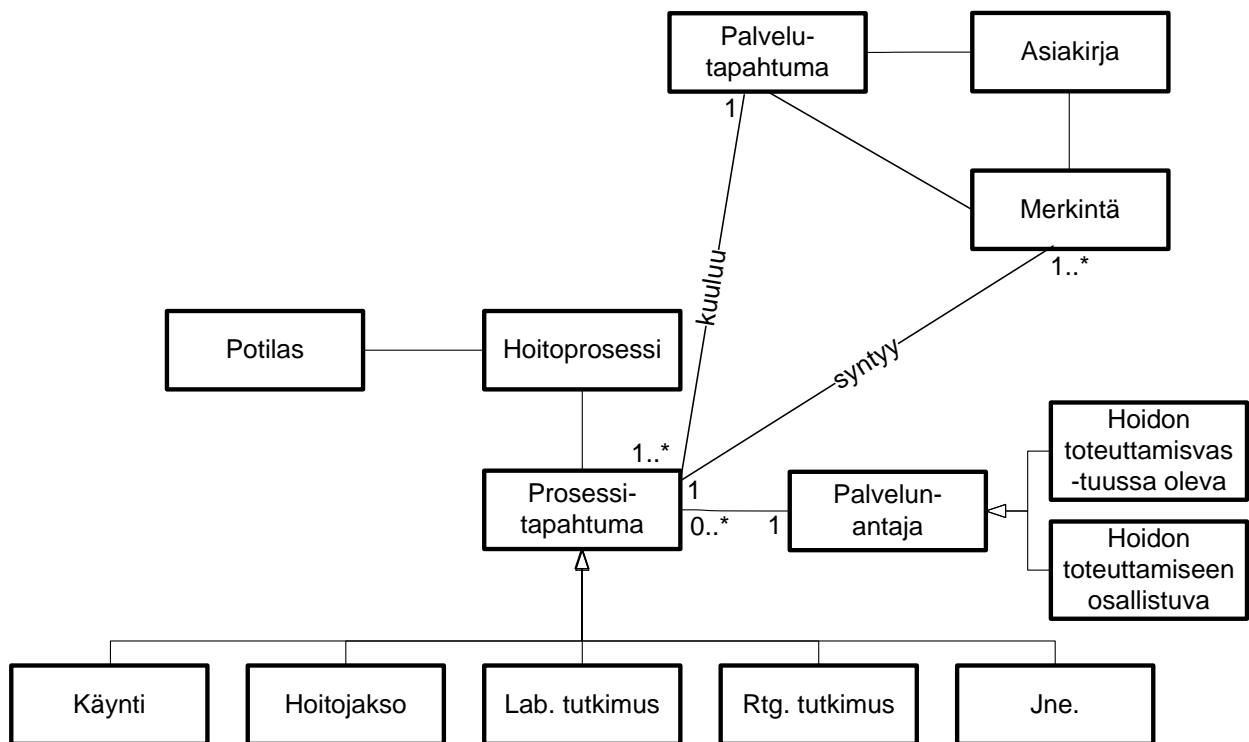 Palvelu-
tapahtuma
Asiakirja
1
Merkintä
1..*
kuuluu
syntyy
Potilas
Hoitoprosessi
1..*
1
0..*
1
Prosessi-
tapahtuma
Palvelun-
antaja
Hoidon
toteuttamisvas
-tuussa oleva
Hoidon
toteuttamiseen
osallistuva
Käynti
Hoitojakso
Lab. tutkimus
Rtg. tutkimus
Jne.